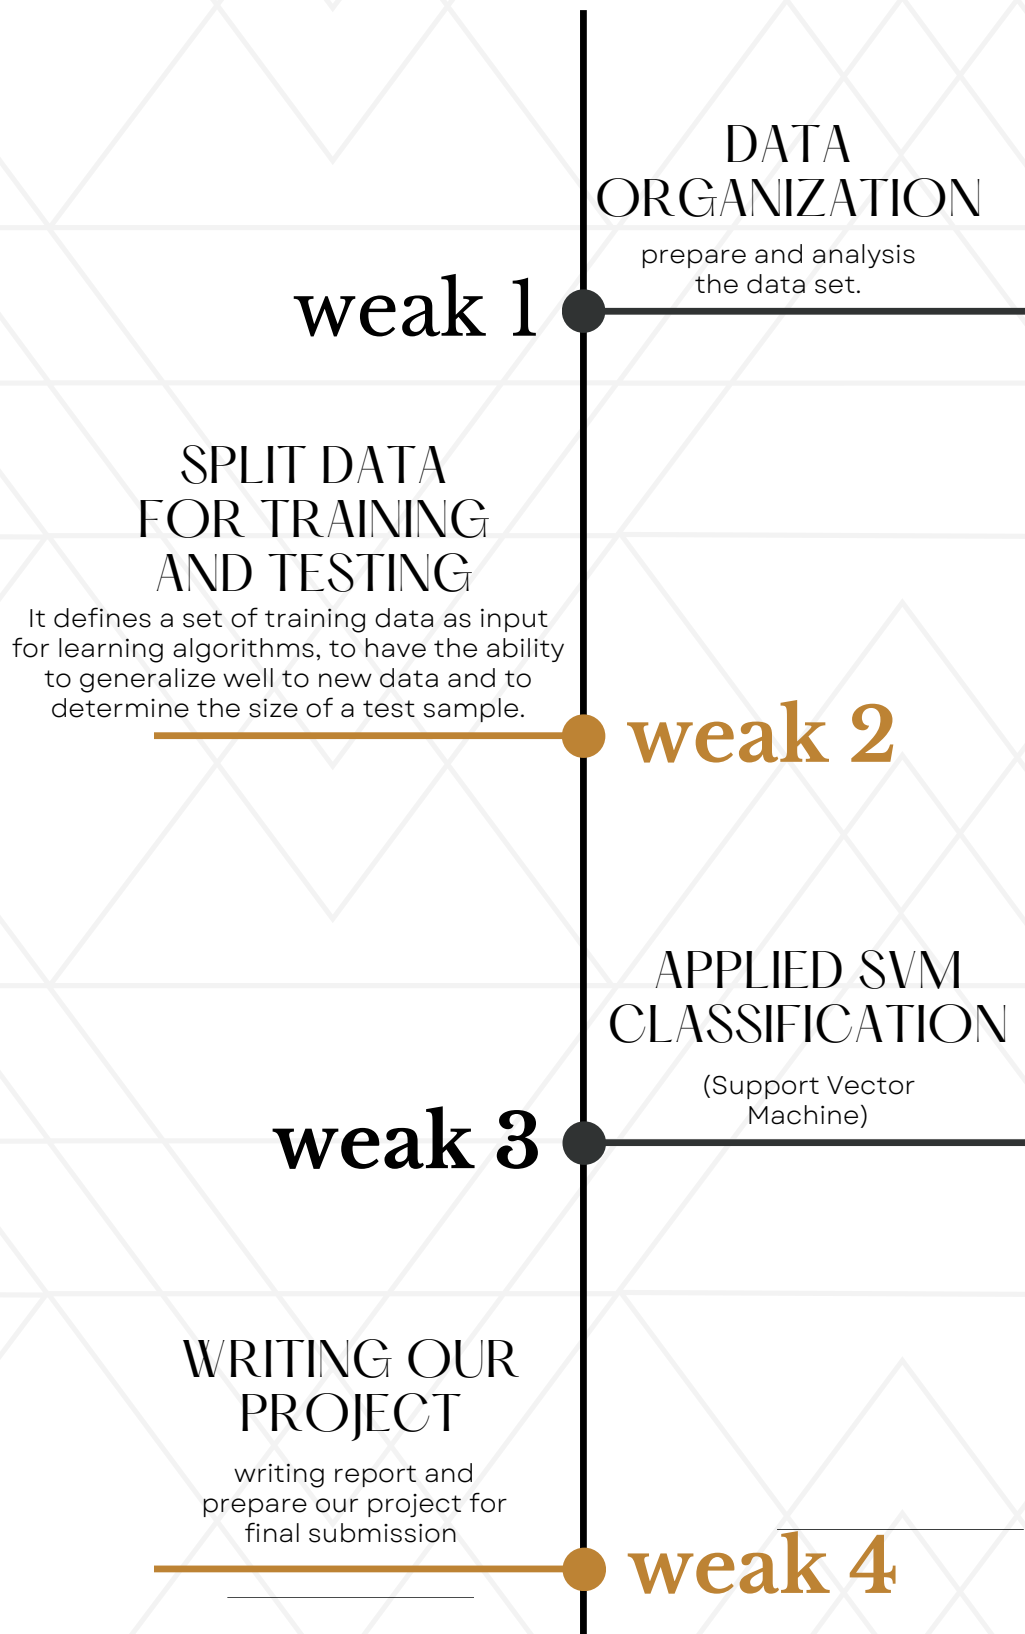 DATA
ORGANIZATION
prepare and analysis
the data set.
weak 1
SPLIT DATA
FOR TRAINING
AND TESTING
It defines a set of training data as input
for learning algorithms, to have the ability
to generalize well to new data and to
determine the size of a test sample.
weak 2
APPLIED SVM
CLASSIFICATION
(Support Vector
Machine)
weak 3
WRITING OUR
PROJECT
writing report and
prepare our project for
final submission
weak 4